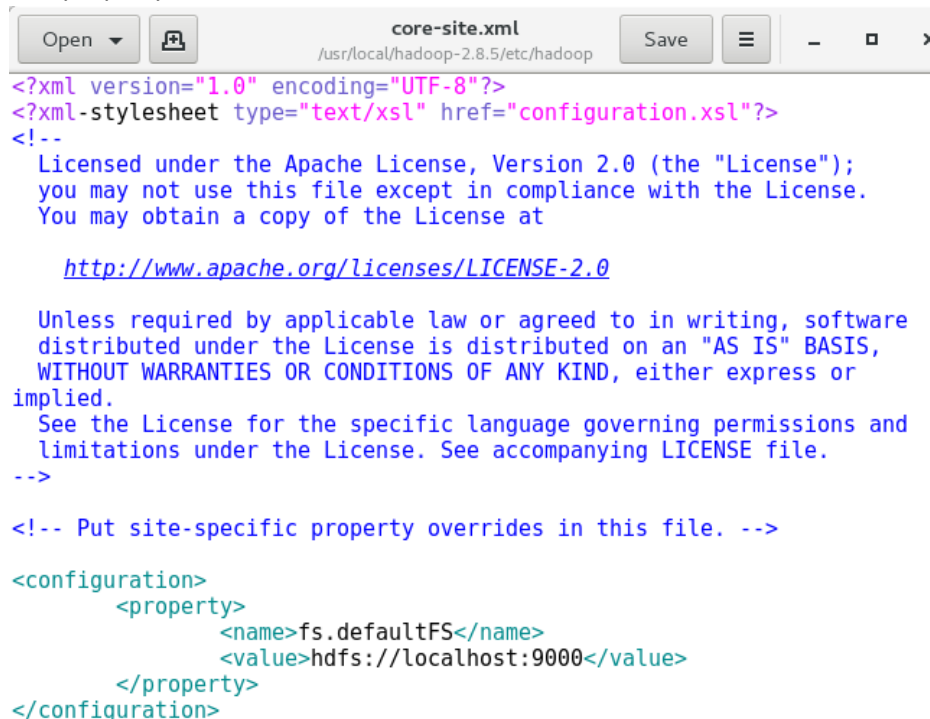 Open
core-site.xml
/usr/local/hadoop-2.8.5/etc/hadoop
Save
<?xml version="1.0" encoding="UTF-8"?>
<?xml-stylesheet type="text/xsl" href="configuration.xsl"?>
<!--
  Licensed under the Apache License, Version 2.0 (the "License");
  you may not use this file except in compliance with the License.
  You may obtain a copy of the License at

    http://www.apache.org/licenses/LICENSE-2.0

  Unless required by applicable law or agreed to in writing, software
  distributed under the License is distributed on an "AS IS" BASIS,
  WITHOUT WARRANTIES OR CONDITIONS OF ANY KIND, either express or
implied.
  See the License for the specific language governing permissions and
  limitations under the License. See accompanying LICENSE file.
-->

<!-- Put site-specific property overrides in this file. -->

<configuration>
        <property>
                <name>fs.defaultFS</name>
                <value>hdfs://localhost:9000</value>
        </property>
</configuration>